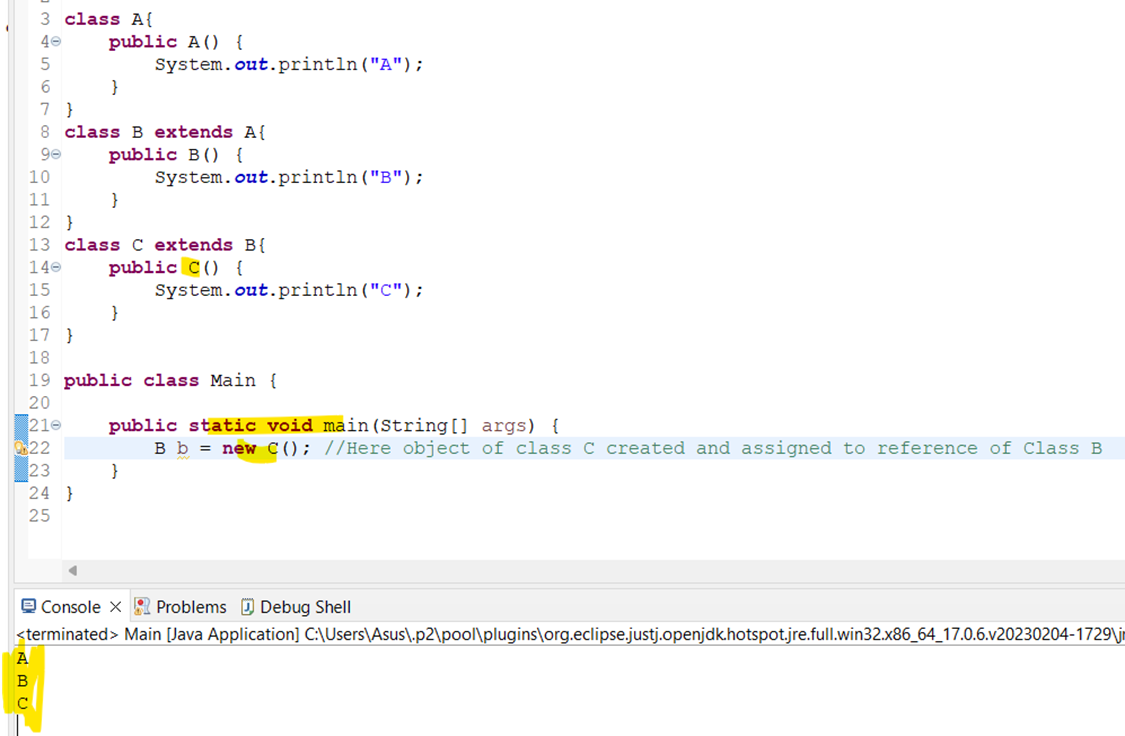 3 class A{
4 public A() {
5 System.out.println("A");
6 }
7 }
8 class B extends A{
9 public B() {
10 System.out.println("B");
11 }
12 }
13 class C extends B{
14 public C() {
15 System.out.println("C");
16 }
17 }
18
19 public class Main {
20
21 public static void main(String[] args) {
22 B b = new C(); //Here object of class C created and assigned to reference of Class B
23 }
24 }
25
Console Problems Debug Shell
<terminated> Main [Java Application] C:\Users\Asus\.p2\pool\plugins\org.eclipse.justj.openjdk.hotspot.jre.full.win32.x86_64_17.0.6.v20230204-1729\j
A
B
C